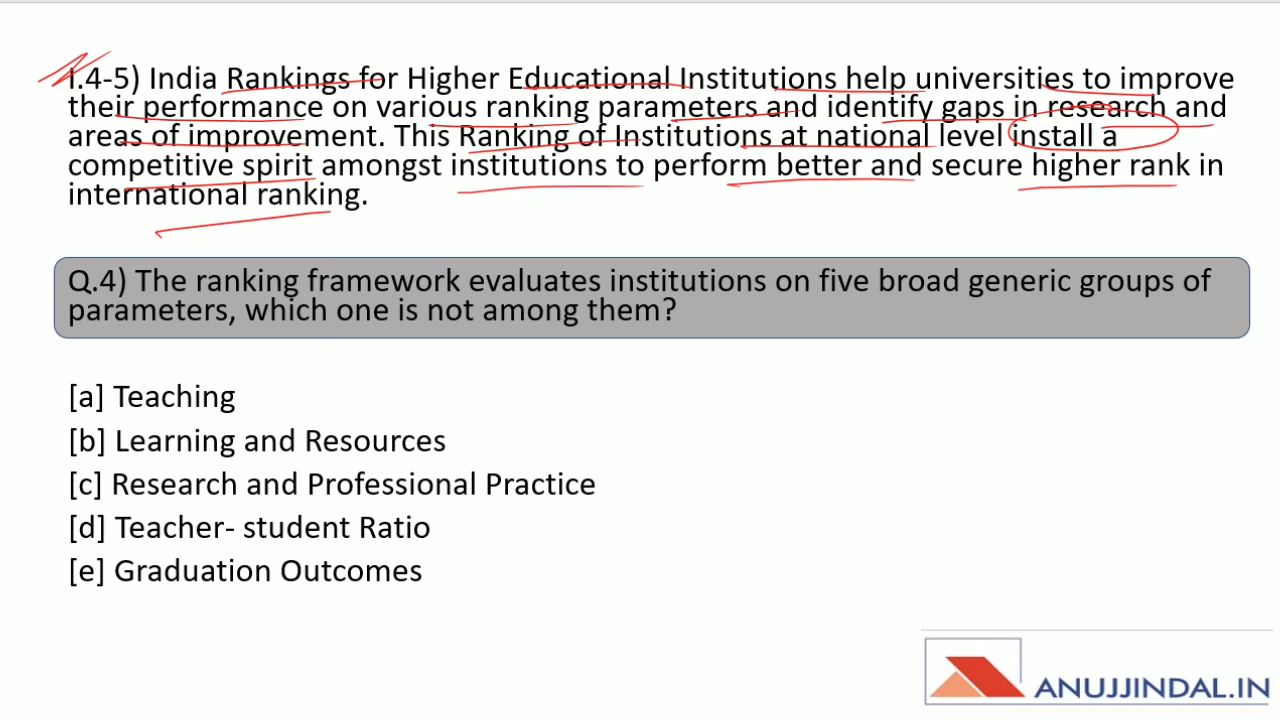 I.4-5) India Rankings for Higher Educational Institutions help universities to improve
their performance on various ranking parameters and identify gaps in research and
areas of improvement. This Ranking of Institutions at national level install a
competitive spirit amongst institutions to perform better and secure higher rank in
international ranking.
Q.4) The ranking framework evaluates institutions on five broad generic groups of
parameters, which one is not among them?
[a] Teaching
[b] Learning and Resources
[c] Research and Professional Practice
[d] Teacher- student Ratio
[e] Graduation Outcomes
ANUJJINDAL.IN